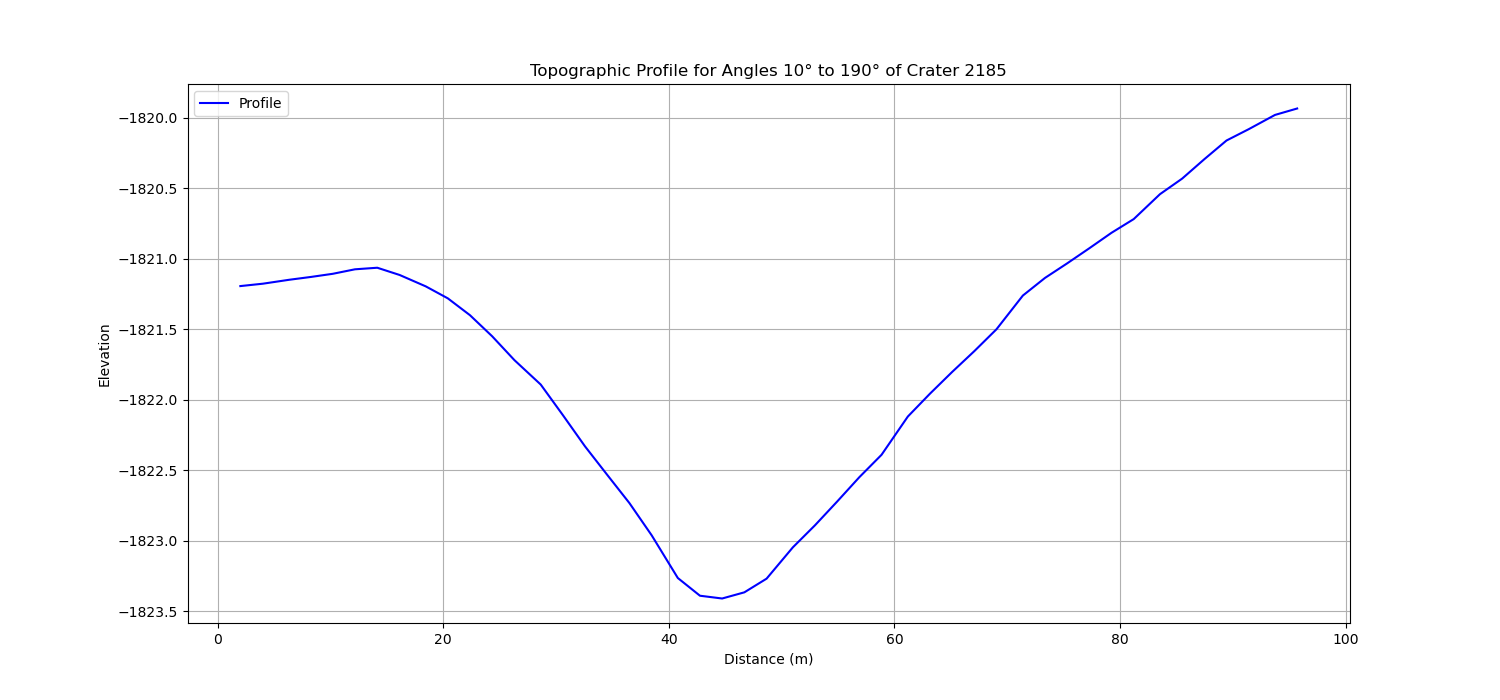 Topographic Profile for Angles 10° to 190° of Crater 2185
Profile
−1820.0
−1820.5
−1821.0
−1821.5
−1822.0
−1822.5
−1823.0
−1823.5
Elevation
0 20 40 60 80 100
Distance (m)